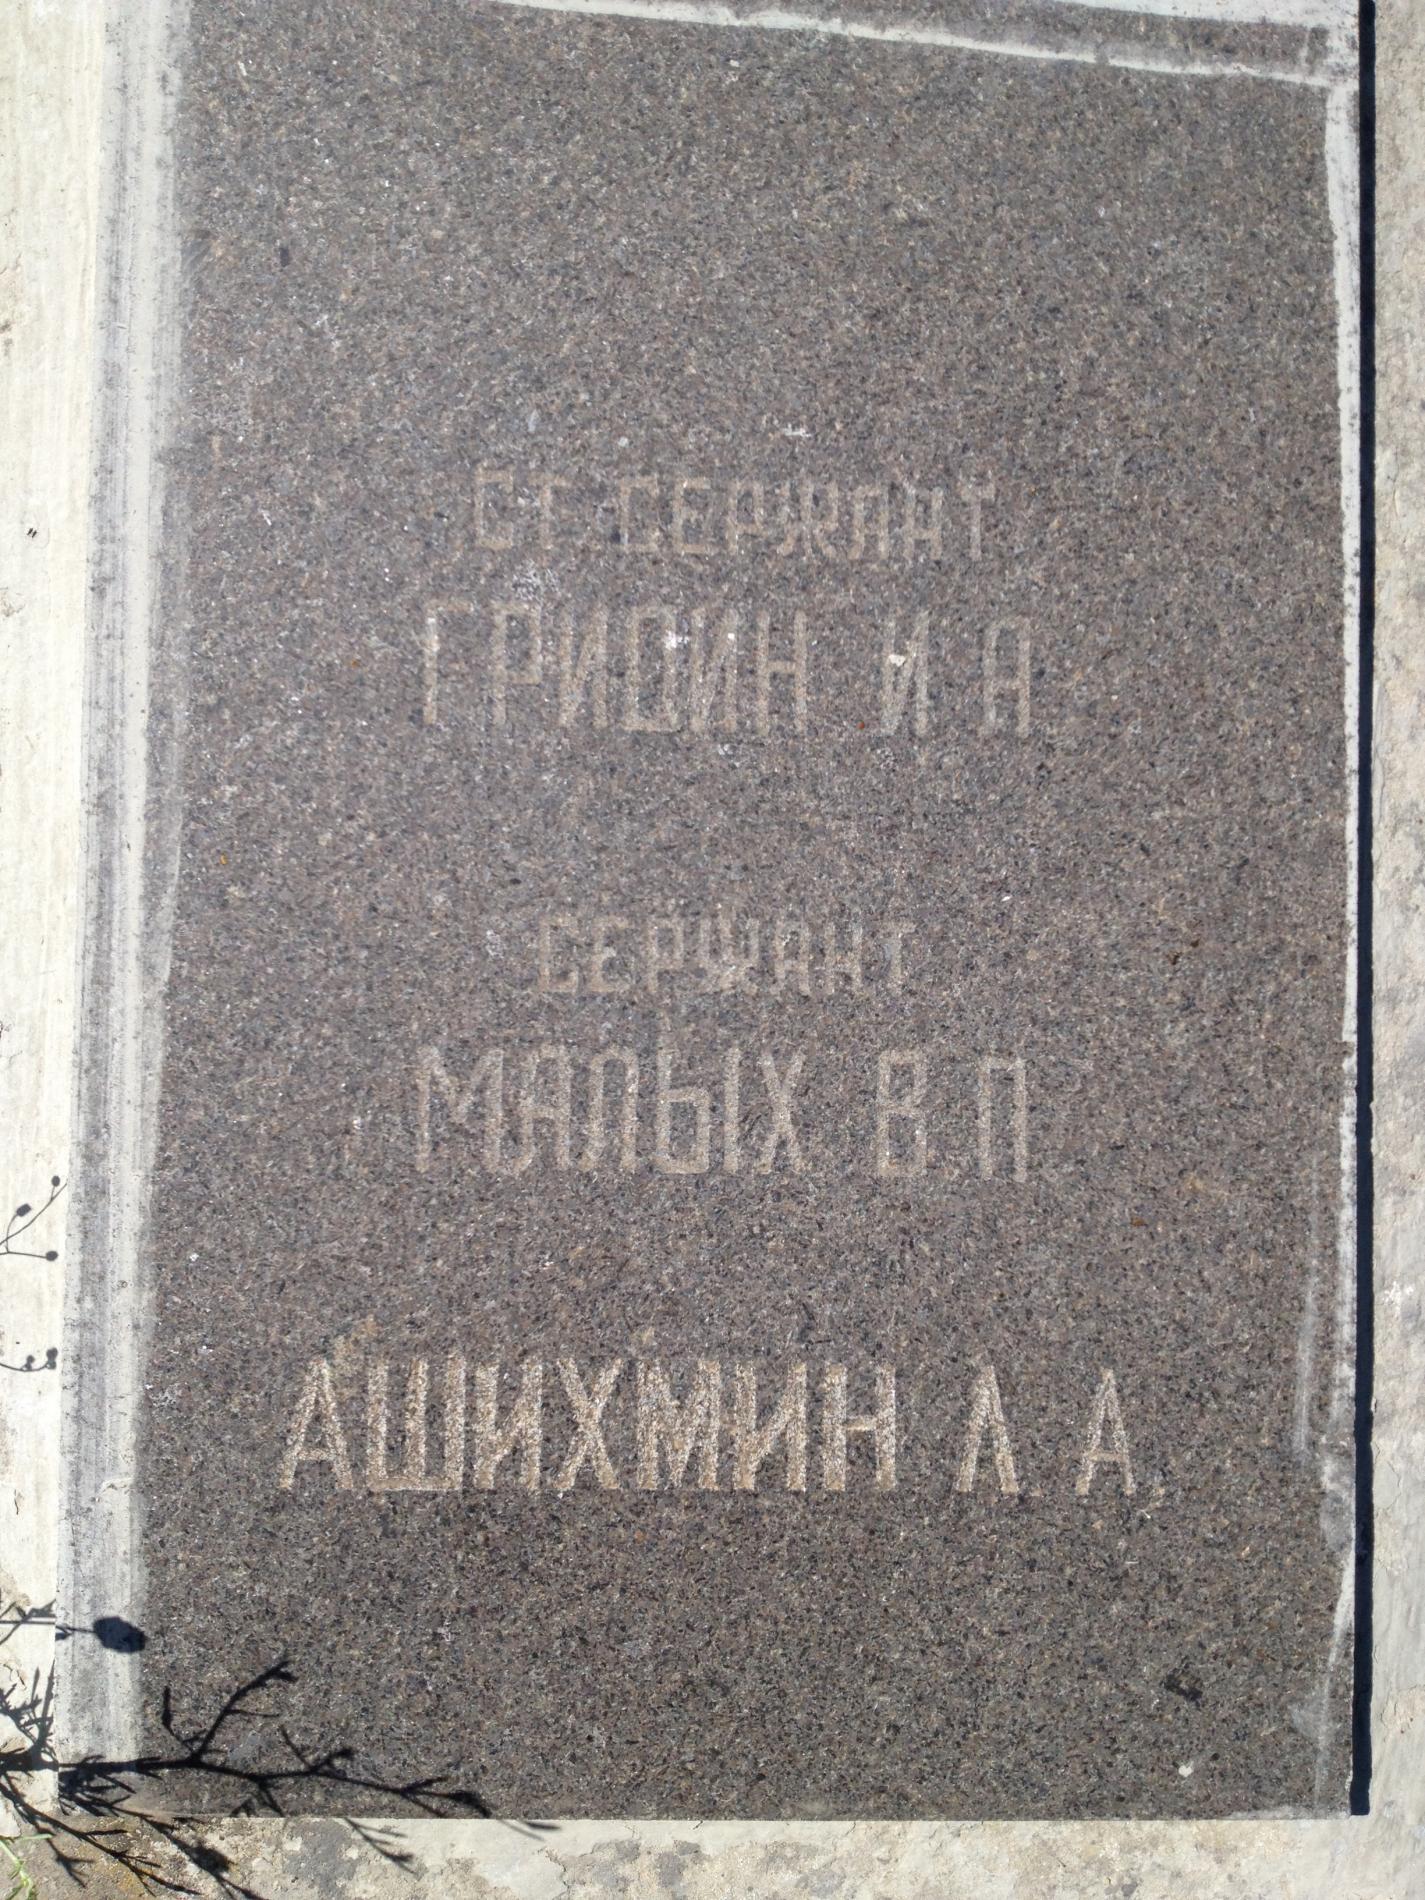 СТ. СЕРЖАНТ
ГРИДИН И А
СЕРЖАНТ
МАЛЫХ В П
АШИХМИН Л. А.